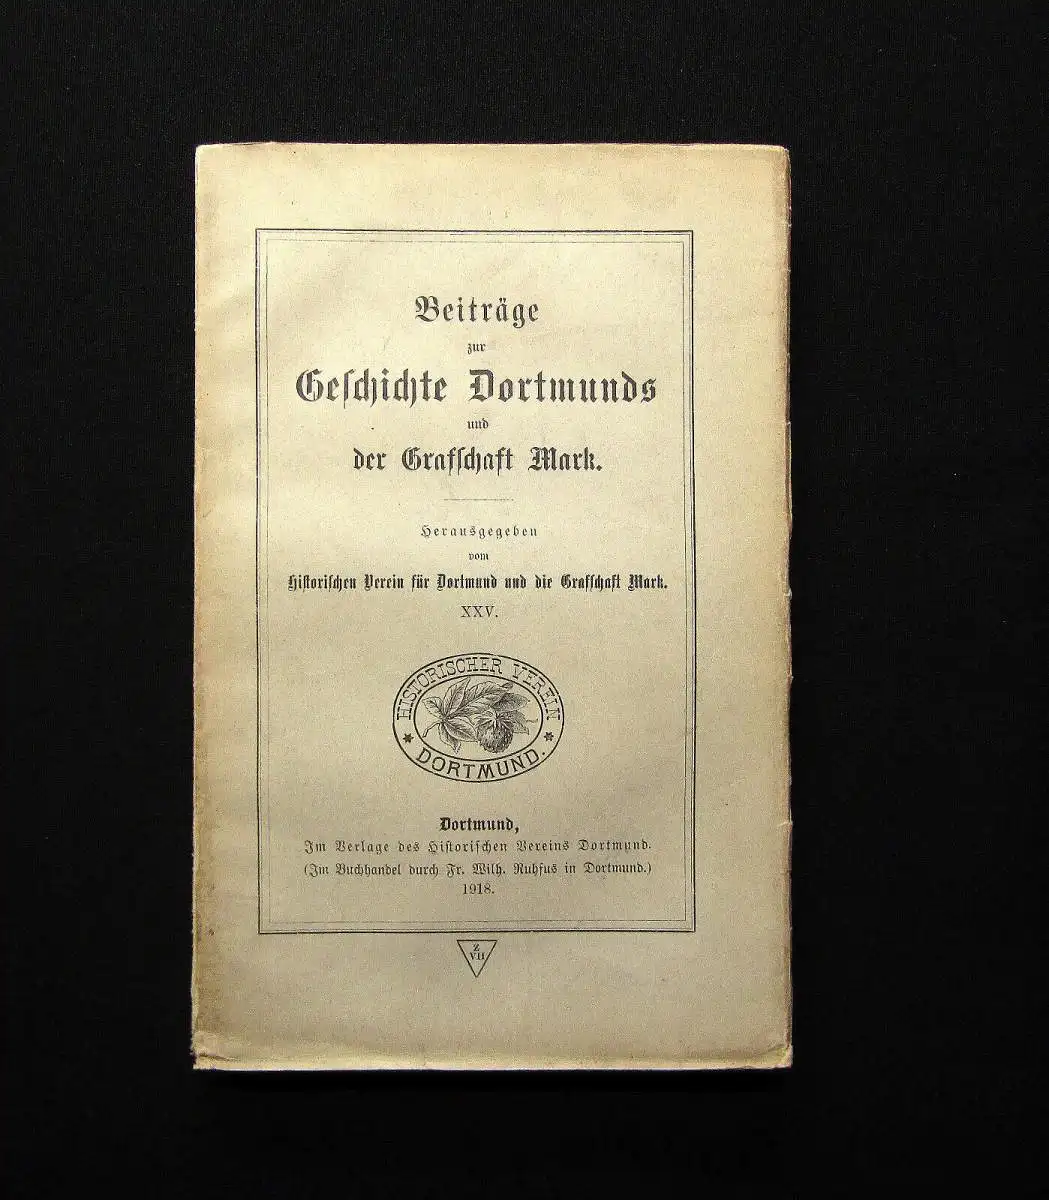 Beiträge
zur
Geſchichte Dortmunds
und
der Grafſchaft Mark.
Herausgegeben
vom
Hiſtoriſchen Verein für Dortmund und die Grafſchaft Mark.
XXV.
HISTORISCHER VEREIN
* DORTMUND. *
Dortmund,
Im Verlage des Hiſtoriſchen Vereins Dortmund.
(Im Buchhandel durch Fr. Wilh. Ruhfus in Dortmund.)
1918.
Z
VII